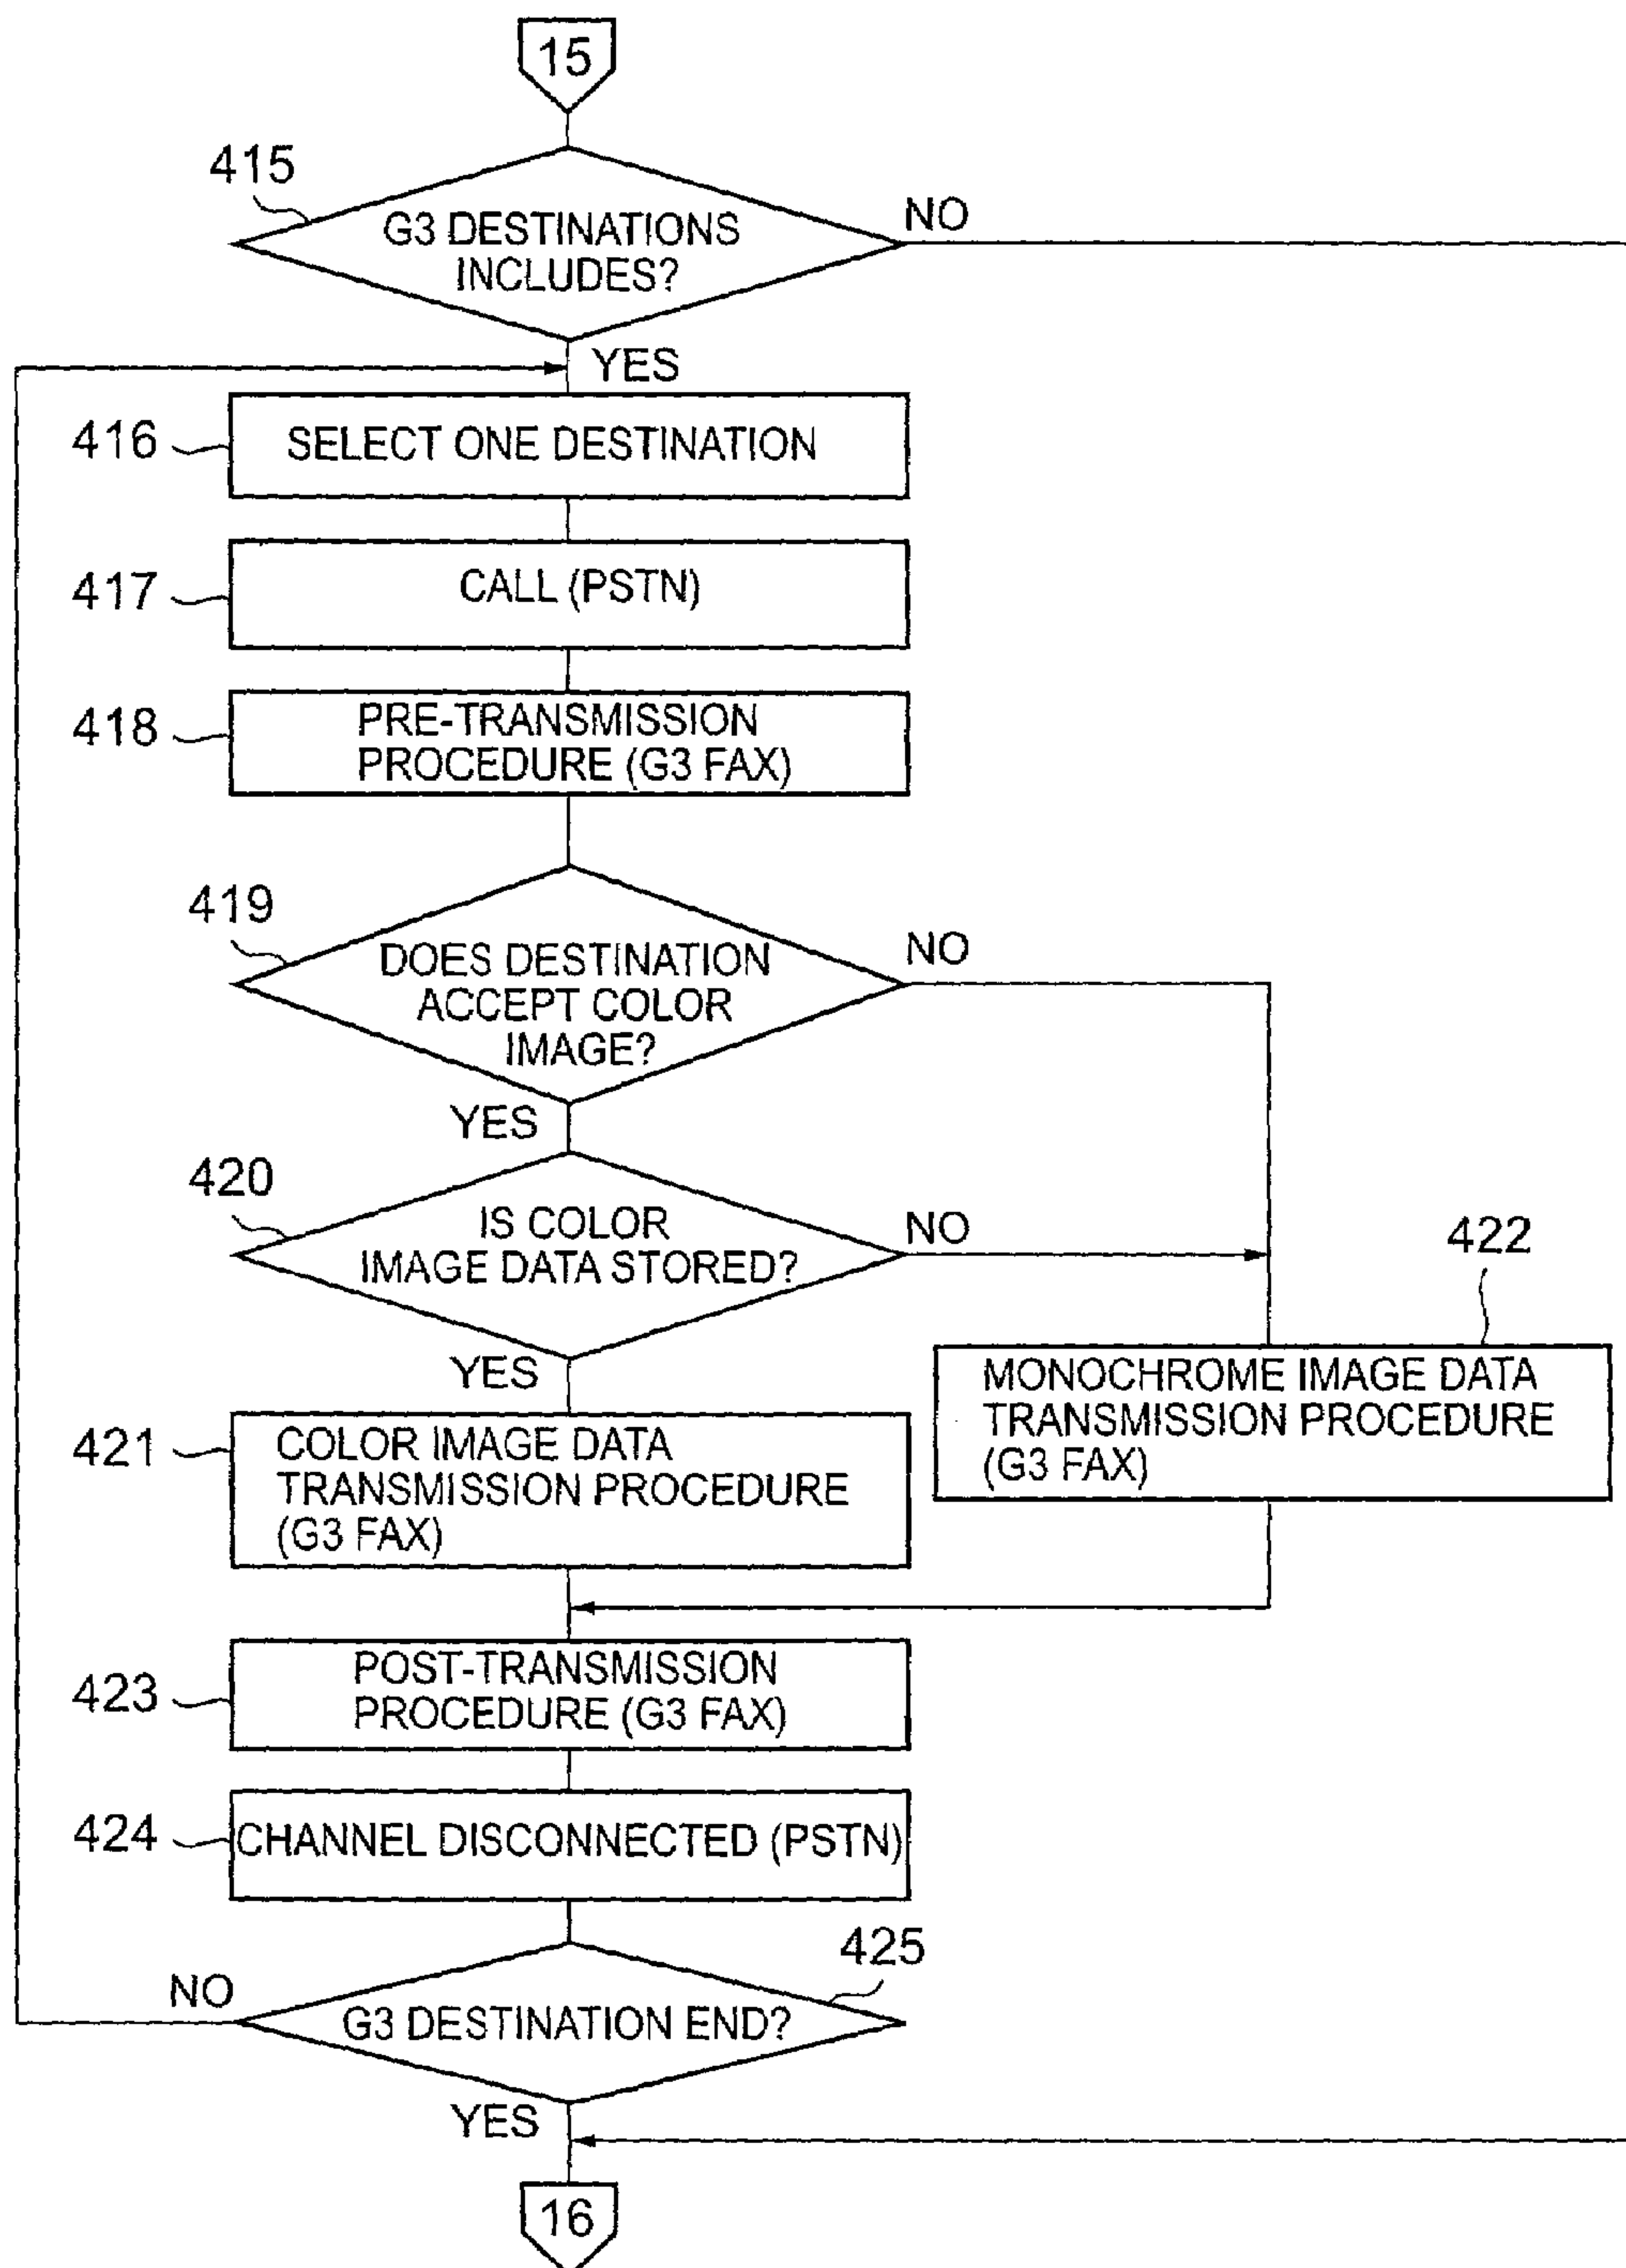 15
415
G3 DESTINATIONS
INCLUDES?
NO
YES
416
SELECT ONE DESTINATION
417
CALL (PSTN)
418
PRE-TRANSMISSION
PROCEDURE (G3 FAX)
419
DOES DESTINATION
ACCEPT COLOR
IMAGE?
NO
YES
420
IS COLOR
IMAGE DATA STORED?
NO
YES
422
MONOCHROME IMAGE DATA
TRANSMISSION PROCEDURE
(G3 FAX)
421
COLOR IMAGE DATA
TRANSMISSION PROCEDURE
(G3 FAX)
423
POST-TRANSMISSION
PROCEDURE (G3 FAX)
424
CHANNEL DISCONNECTED (PSTN)
425
NO
G3 DESTINATION END?
YES
16